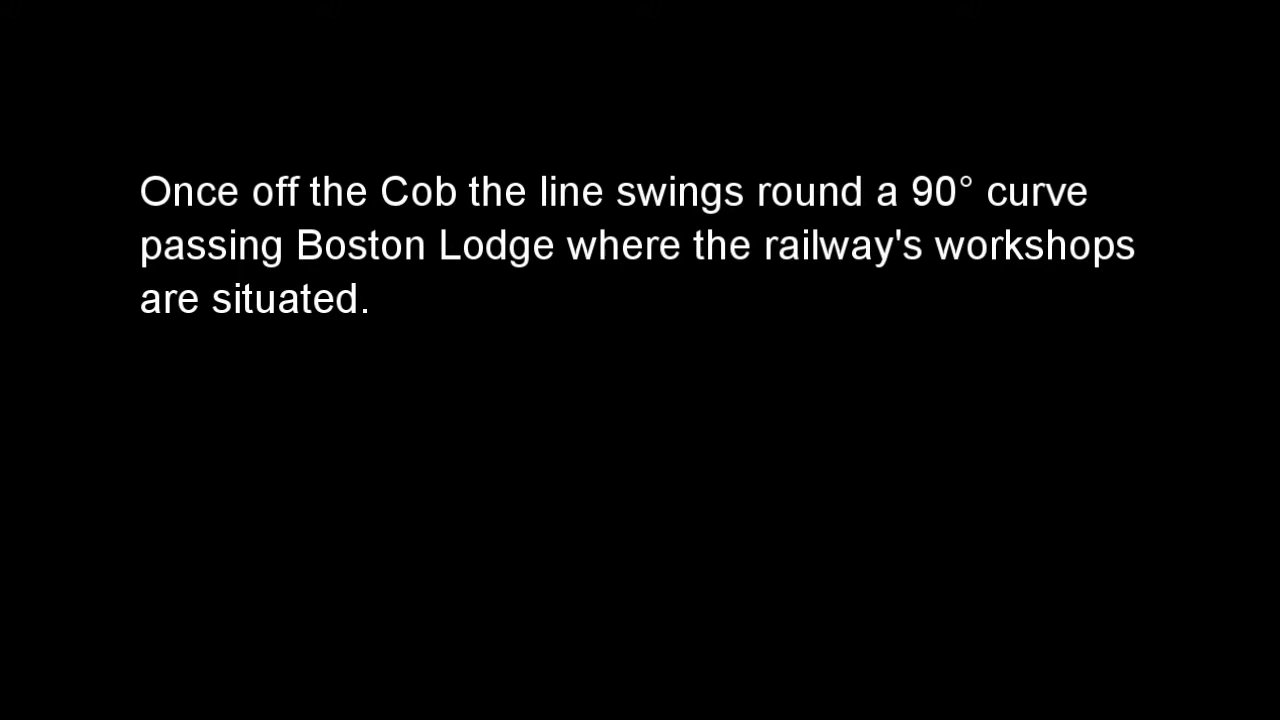 Once off the Cob the line swings round a 90° curve
passing Boston Lodge where the railway's workshops
are situated.